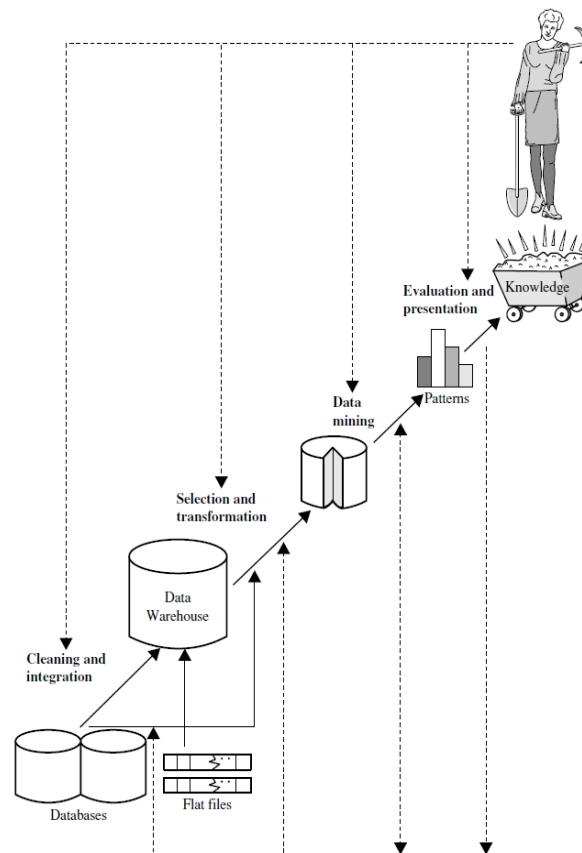 Evaluation and
presentation
Knowledge
Patterns
Data
mining
Selection and
transformation
Data
Warehouse
Cleaning and
integration
Databases
Flat files